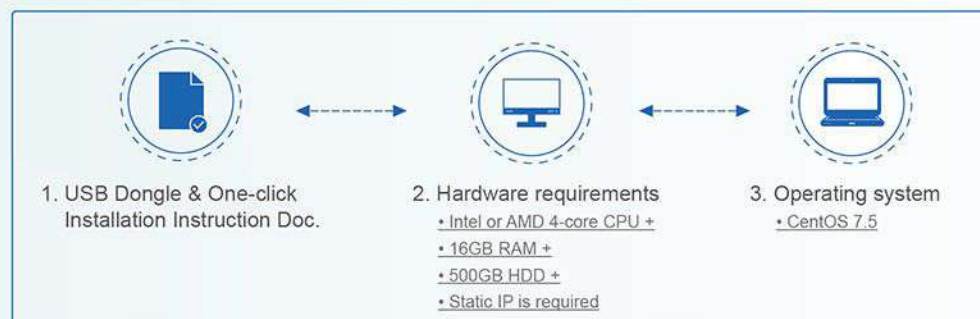 1. USB Dongle & One-click
Installation Instruction Doc.
2. Hardware requirements
• Intel or AMD 4-core CPU +
• 16GB RAM +
• 500GB HDD +
• Static IP is required
3. Operating system
• CentOS 7.5